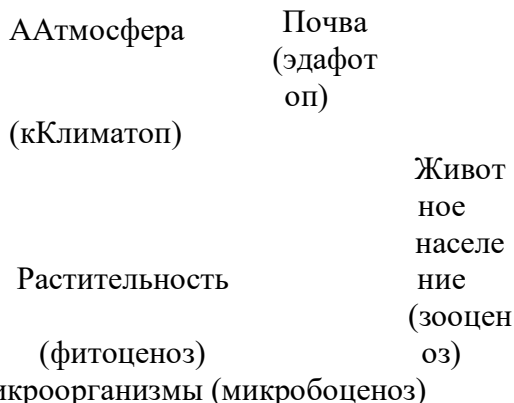 ААтмосфера
Почва
(эдафот
оп)
(кКлиматоп)
Живот
ное
населе
Растительность
ние
(зооцен
(фитоценоз)
оз)
икроорганизмы (микробоценоз)